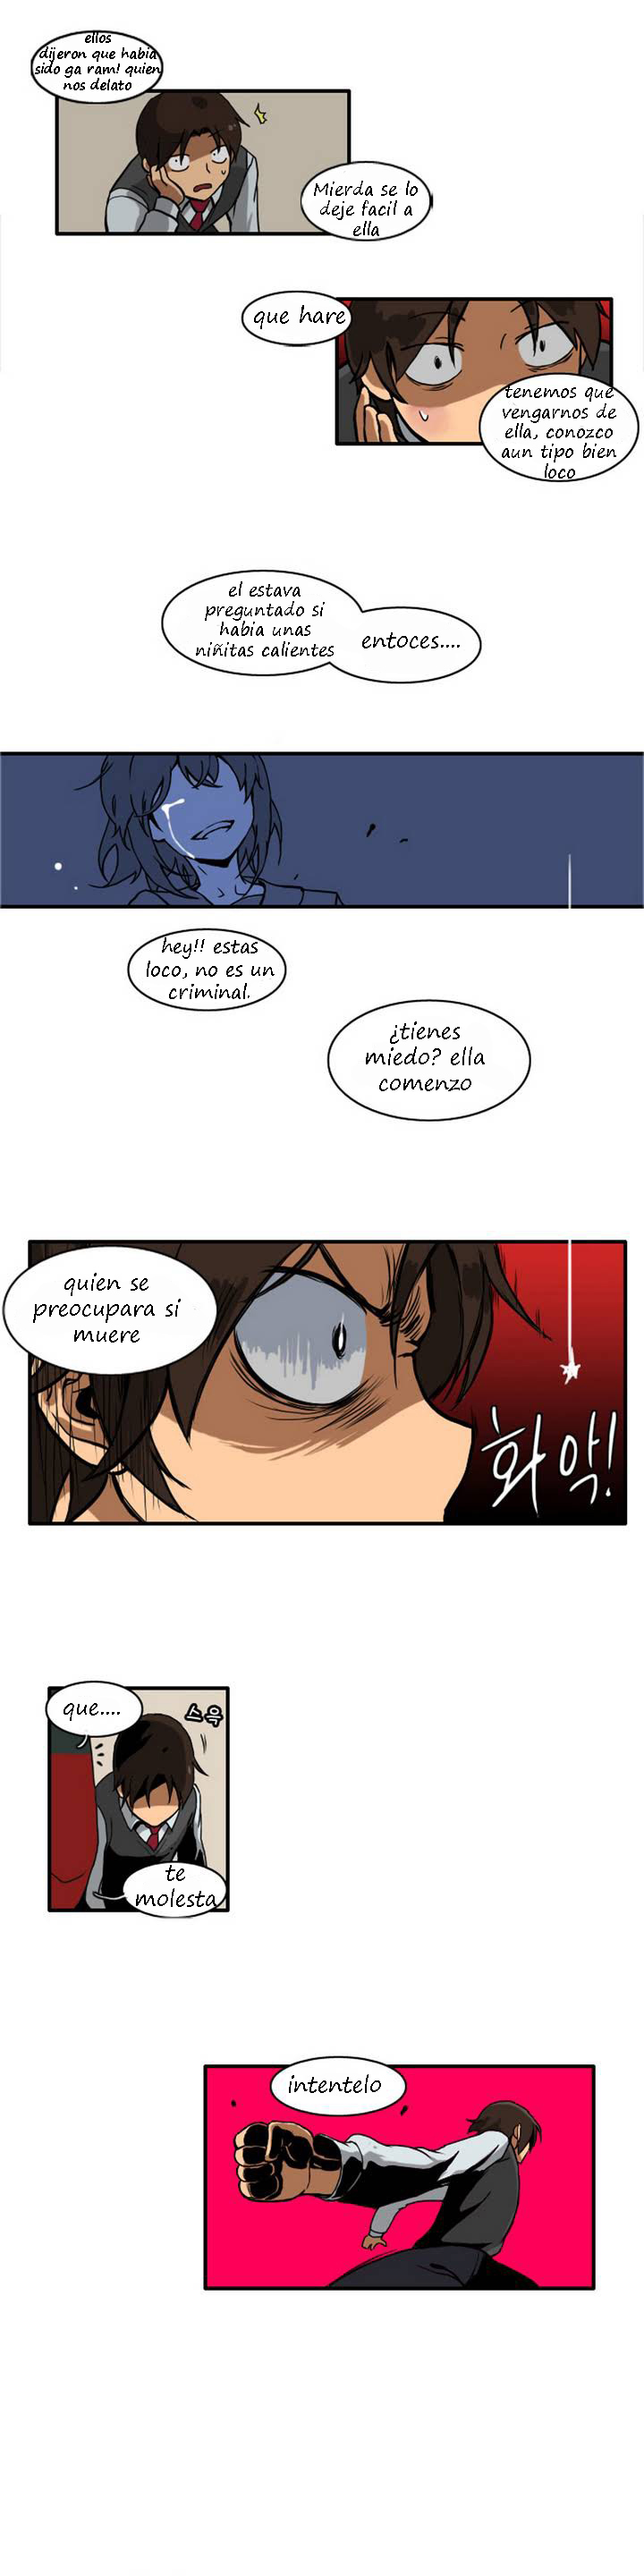 ellos
dijeron que habia
sido ga ram! quien
nos delato
Mierda se lo
deje facil a
ella
que hare
tenemos que
vengarnos de
ella, conozco
aun tipo bien
loco
el estava
preguntado si
habia unas
niñitas calientes
entoces....
hey!! estas
loco, no es un
criminal.
¿tienes
miedo? ella
comenzo
quien se
preocupara si
muere
화악!
que....
스윽
te
molesta
intentelo